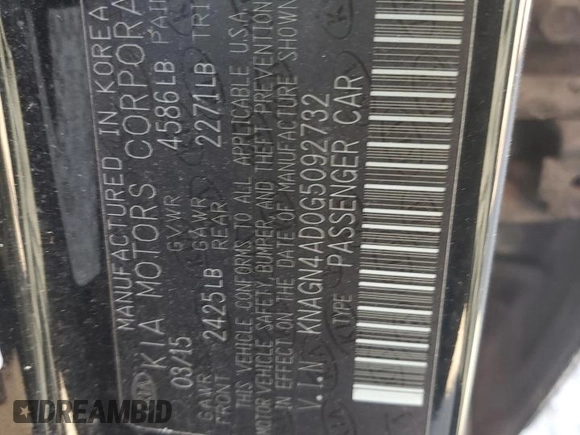 MANUFACTURED IN KOREA
KIA MOTORS CORPORA
03/15 GVWR 4586LB PAI
GAWR FRONT 2425LB GAWR REAR 2271LB TRI
THIS VEHICLE CONFORMS TO ALL APPLICABLE U.S.A.
MOTOR VEHICLE SAFETY, BUMPER AND THEFT PREVENTION
IN EFFECT ON THE DATE OF MANUFACTURE SHOWN
V.I.N KNAGN4AD0G5092732
TYPE PASSENGER CAR
DREAMBID